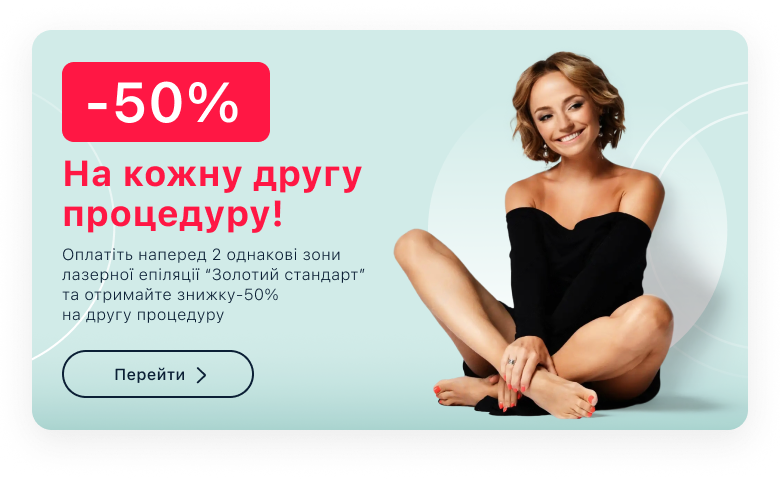 -50%
На кожну другу
процедуру!
Оплатіть наперед 2 однакові зони
лазерної епіляції “Золотий стандарт”
та отримайте знижку-50%
на другу процедуру
Перейти